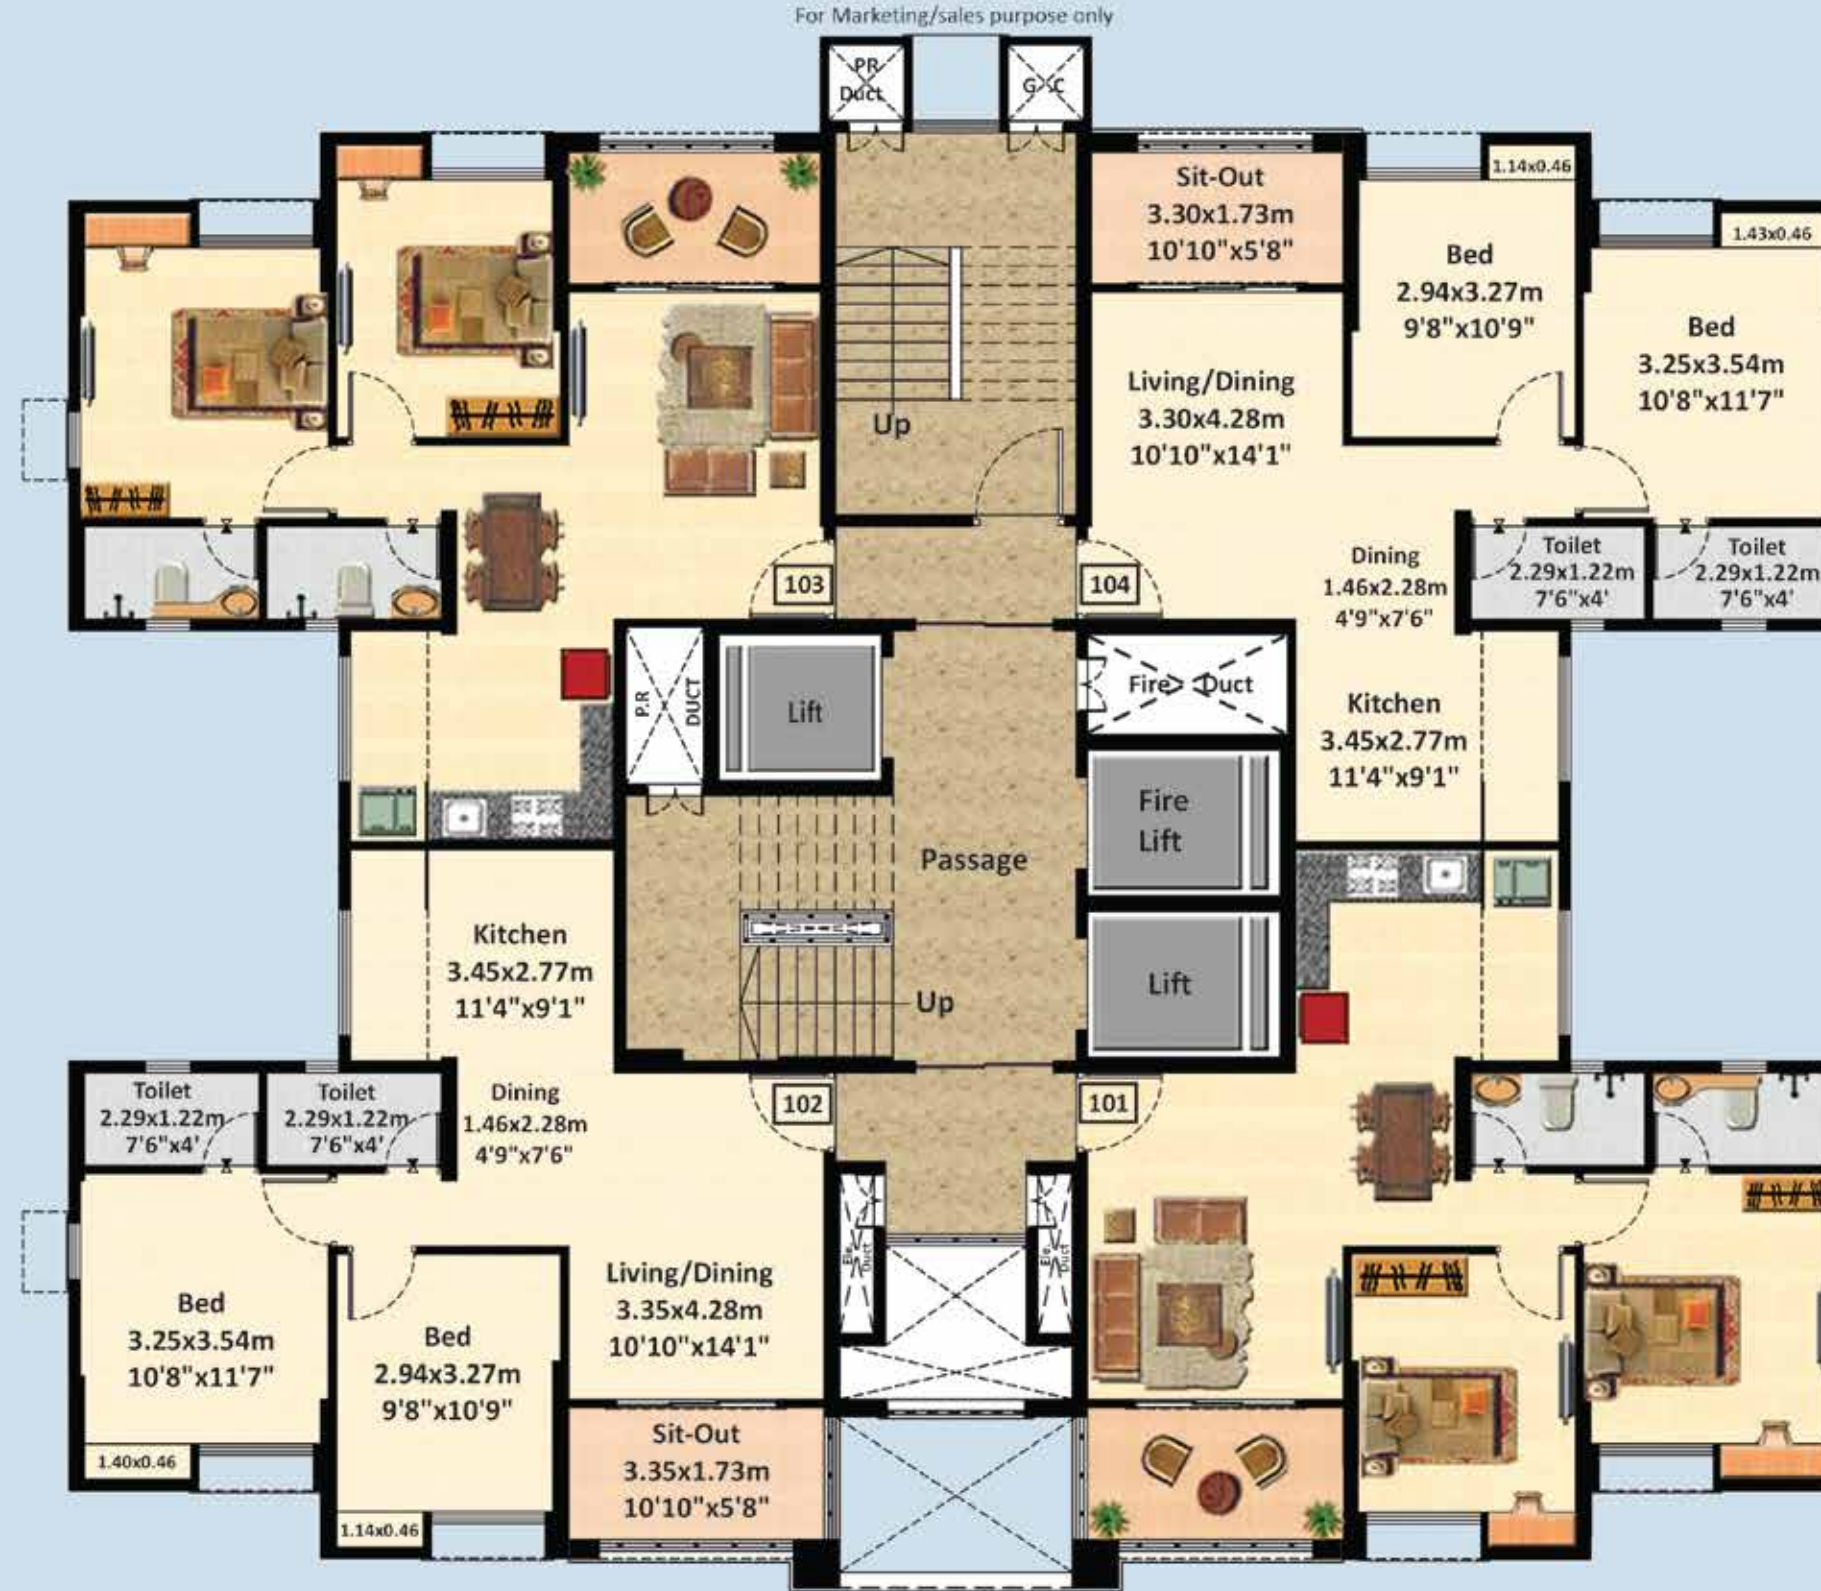 For Marketing/sales purpose only
PR
Duct
G.S.C
Sit-Out
3.30x1.73m
10'10"x5'8"
1.14x0.46
Bed
2.94x3.27m
9'8"x10'9"
1.43x0.46
Bed
3.25x3.54m
10'8"x11'7"
Living/Dining
3.30x4.28m
10'10"x14'1"
Up
103
104
Dining
1.46x2.28m
4'9"x7'6"
Toilet
2.29x1.22m
7'6"x4'
Toilet
2.29x1.22m
7'6"x4'
P.R
DUCT
Lift
Fire Duct
Kitchen
3.45x2.77m
11'4"x9'1"
Fire
Lift
Passage
Kitchen
3.45x2.77m
11'4"x9'1"
Lift
Up
Toilet
2.29x1.22m
7'6"x4'
Toilet
2.29x1.22m
7'6"x4'
Dining
1.46x2.28m
4'9"x7'6"
102
101
Ele.
Duct
Ele.
Duct
Living/Dining
3.35x4.28m
10'10"x14'1"
Bed
3.25x3.54m
10'8"x11'7"
Bed
2.94x3.27m
9'8"x10'9"
1.40x0.46
Sit-Out
3.35x1.73m
10'10"x5'8"
1.14x0.46